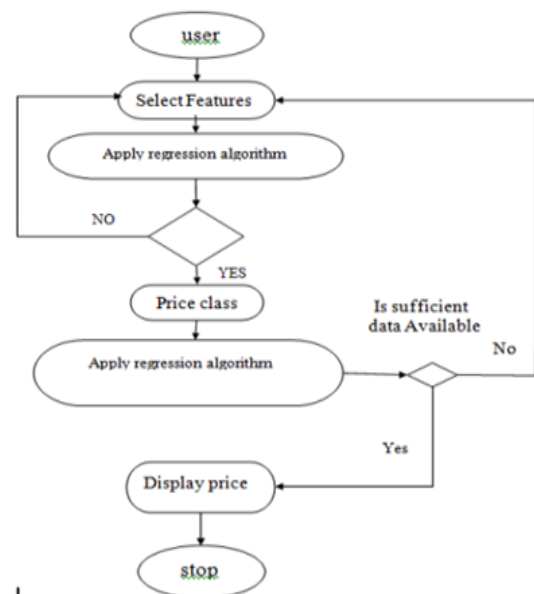 user
Select Features
Apply regression algorithm
NO
YES
Price class
Is sufficient
data Available
No
Apply regression algorithm
Yes
Display price
stop